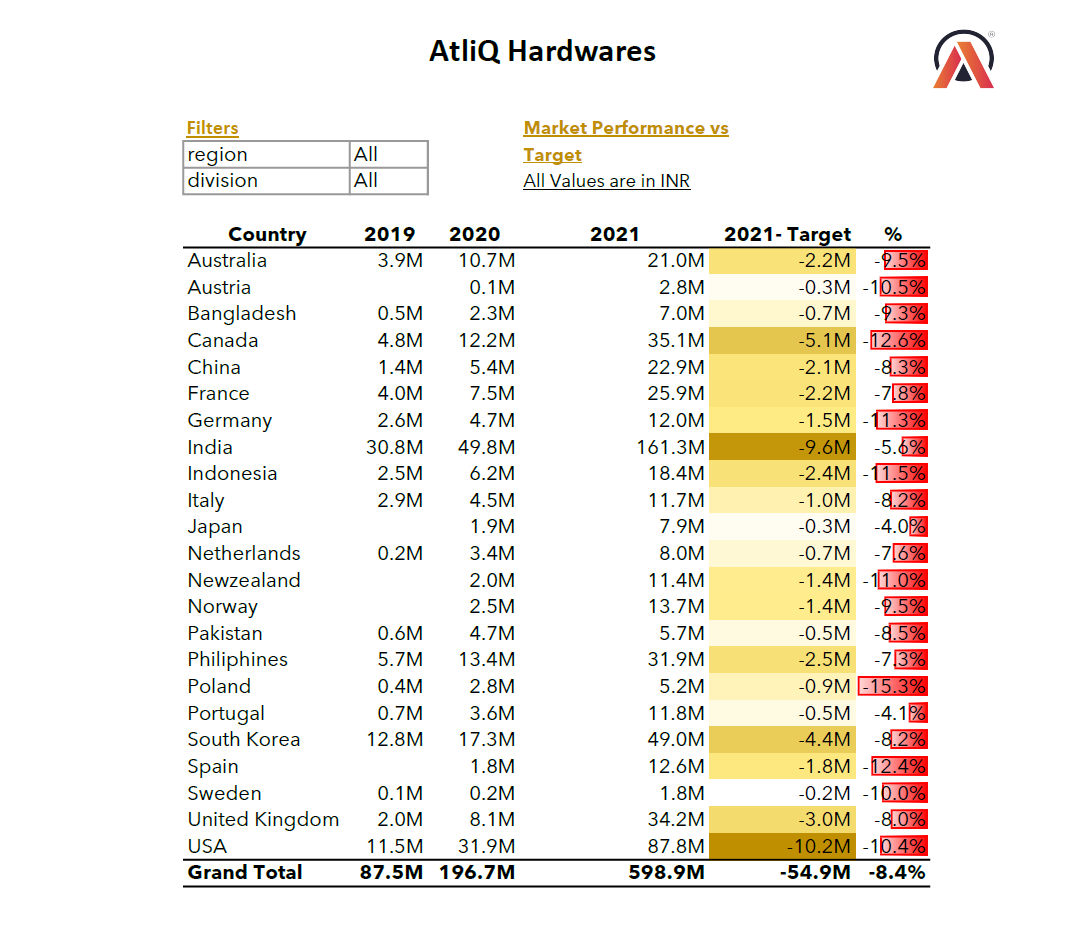 AtliQ Hardwares
®
Filters
region All
division All
Market Performance vs
Target
All Values are in INR
Country 2019 2020 2021 2021- Target %
Australia 3.9M 10.7M 21.0M -2.2M -9.5%
Austria 0.1M 2.8M -0.3M -10.5%
Bangladesh 0.5M 2.3M 7.0M -0.7M -9.3%
Canada 4.8M 12.2M 35.1M -5.1M -12.6%
China 1.4M 5.4M 22.9M -2.1M -8.3%
France 4.0M 7.5M 25.9M -2.2M -7.8%
Germany 2.6M 4.7M 12.0M -1.5M -11.3%
India 30.8M 49.8M 161.3M -9.6M -5.6%
Indonesia 2.5M 6.2M 18.4M -2.4M -11.5%
Italy 2.9M 4.5M 11.7M -1.0M -8.2%
Japan 1.9M 7.9M -0.3M -4.0%
Netherlands 0.2M 3.4M 8.0M -0.7M -7.6%
Newzealand 2.0M 11.4M -1.4M -11.0%
Norway 2.5M 13.7M -1.4M -9.5%
Pakistan 0.6M 4.7M 5.7M -0.5M -8.5%
Philiphines 5.7M 13.4M 31.9M -2.5M -7.3%
Poland 0.4M 2.8M 5.2M -0.9M -15.3%
Portugal 0.7M 3.6M 11.8M -0.5M -4.1%
South Korea 12.8M 17.3M 49.0M -4.4M -8.2%
Spain 1.8M 12.6M -1.8M -12.4%
Sweden 0.1M 0.2M 1.8M -0.2M -10.0%
United Kingdom 2.0M 8.1M 34.2M -3.0M -8.0%
USA 11.5M 31.9M 87.8M -10.2M -10.4%
Grand Total 87.5M 196.7M 598.9M -54.9M -8.4%